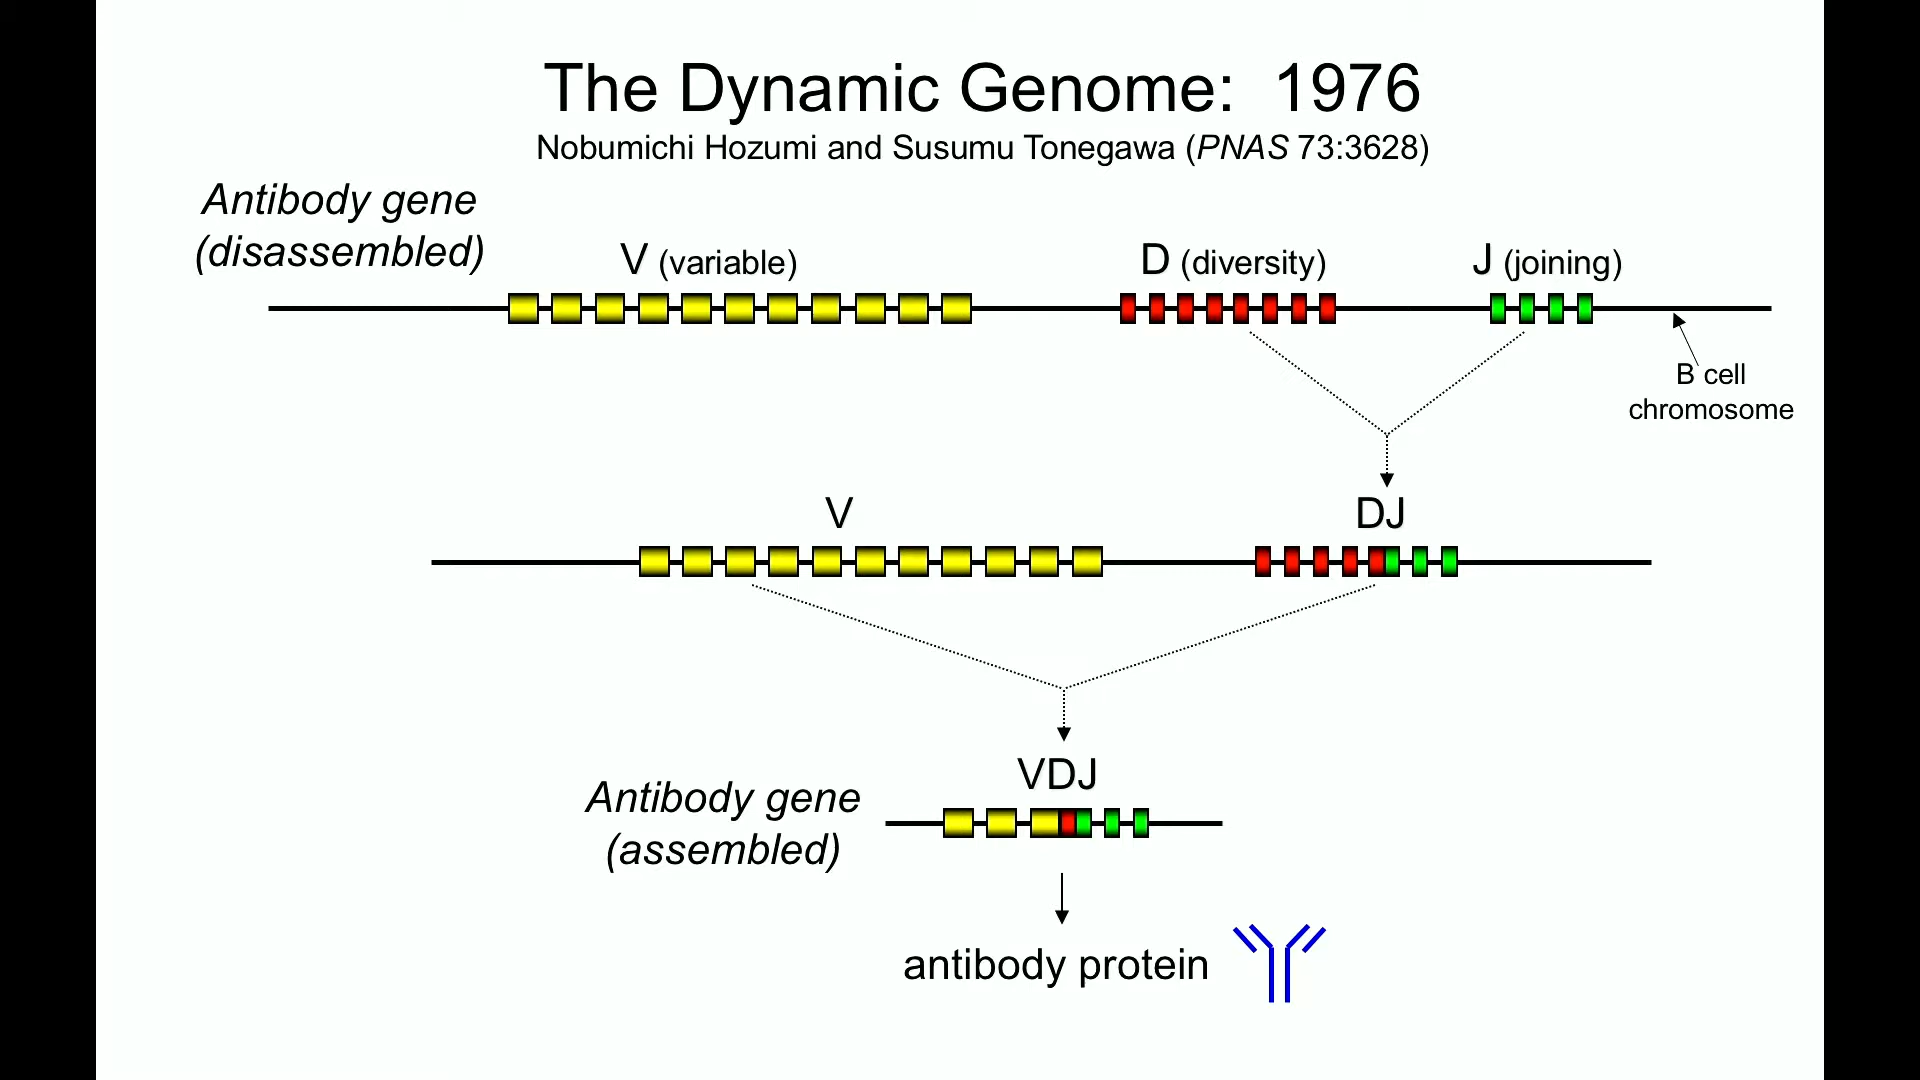 The Dynamic Genome:  1976
Nobumichi Hozumi and Susumu Tonegawa (PNAS 73:3628)
Antibody gene
(disassembled)
V (variable)
D (diversity)
J (joining)
B cell
chromosome
V
DJ
VDJ
Antibody gene
(assembled)
antibody protein